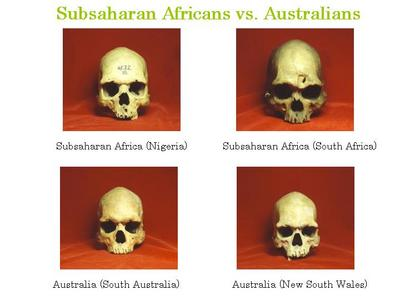 Subsaharan Africans vs. Australians
Subsaharan Africa (Nigeria)
Subsaharan Africa (South Africa)
Australia (South Australia)
Australia (New South Wales)